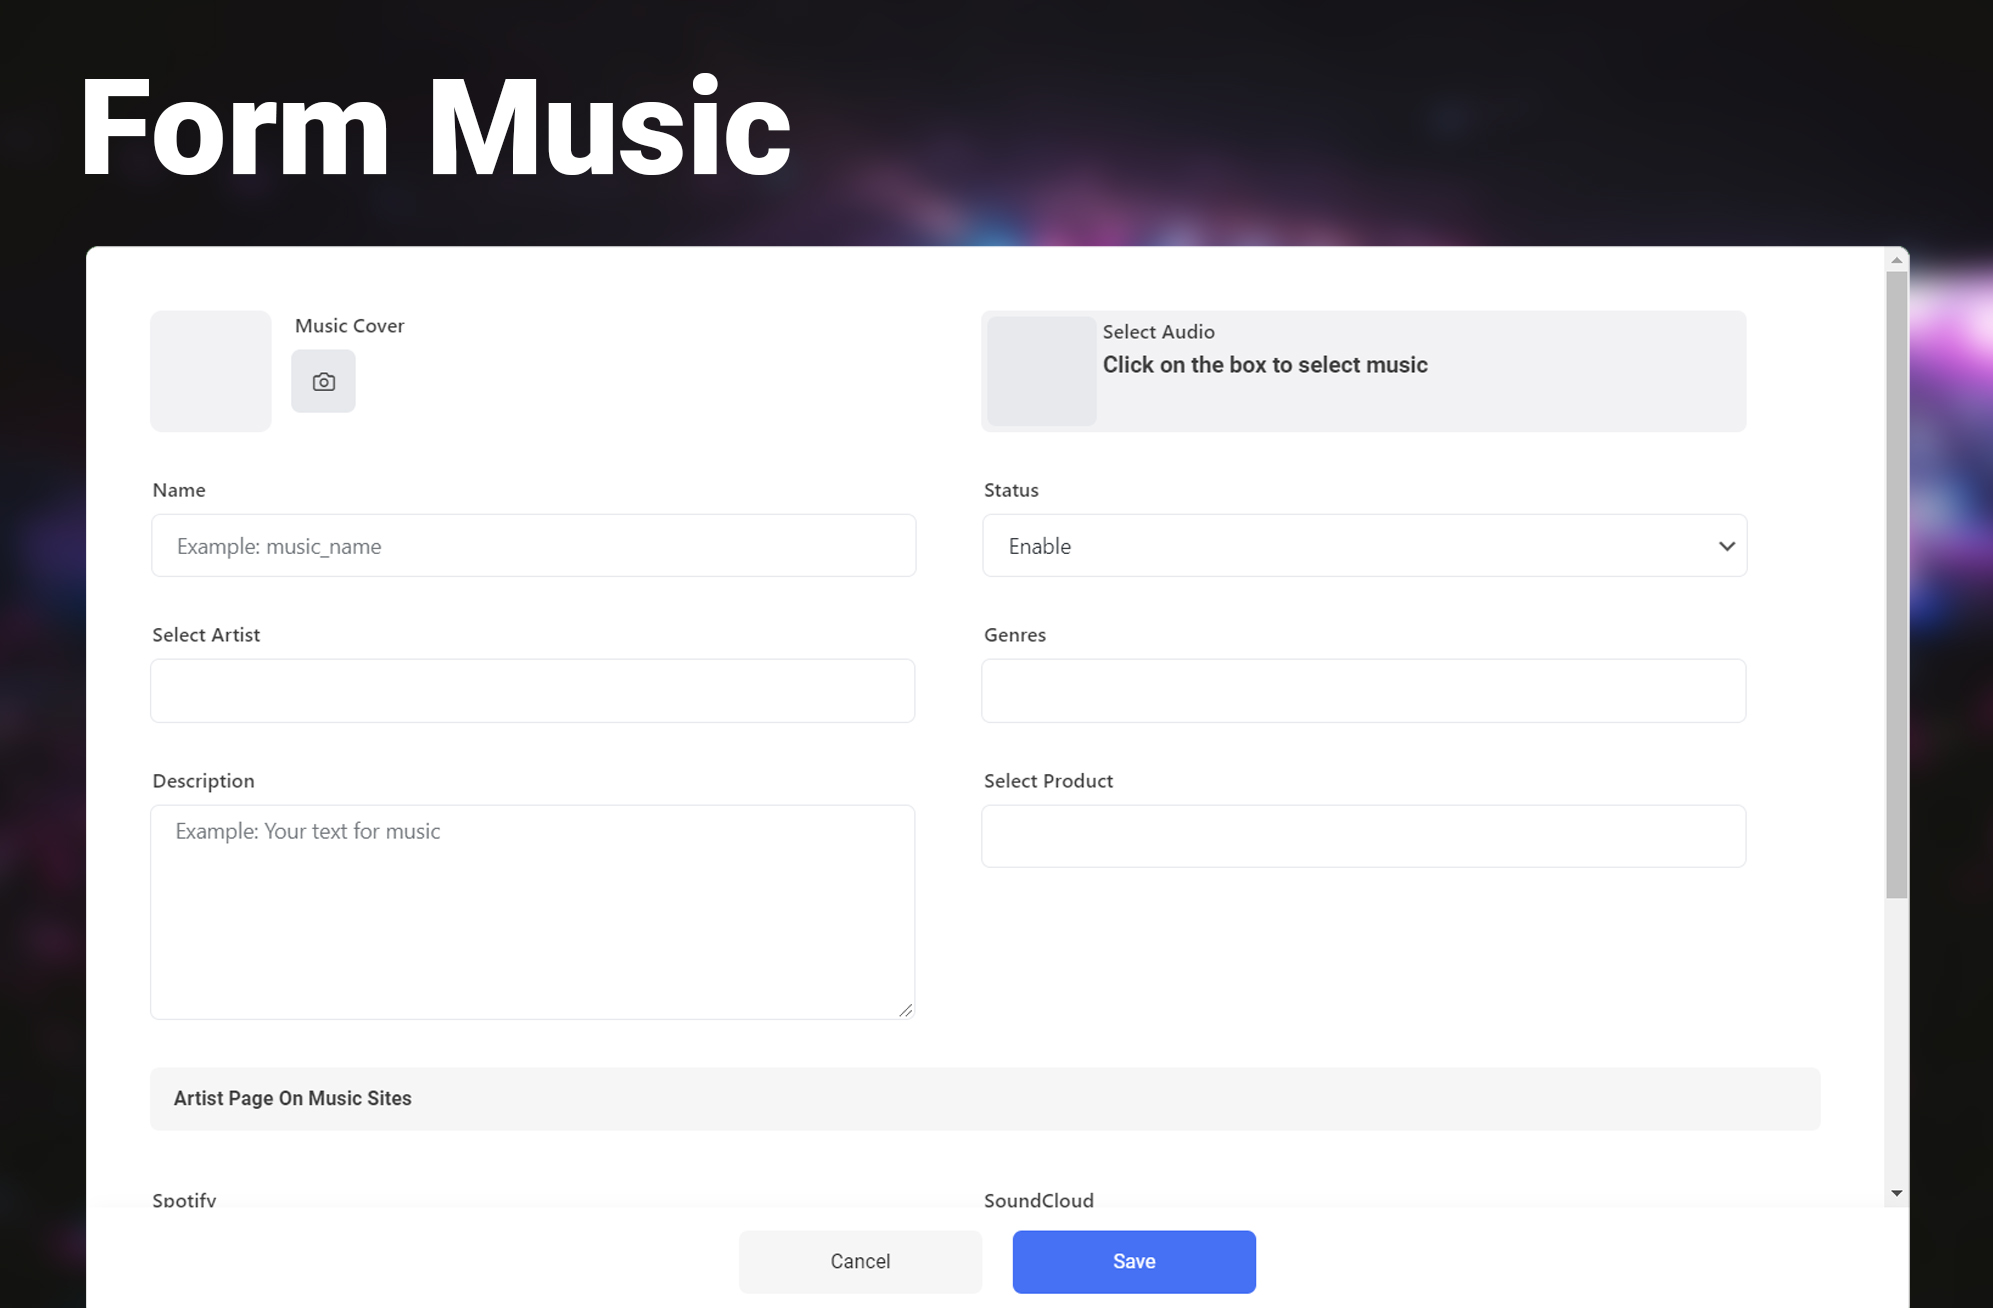 Form Music
Music Cover
Select Audio
Click on the box to select music
Name
Status
Example: music_name
Enable
Select Artist
Genres
Description
Select Product
Example: Your text for music
Artist Page On Music Sites
Spotify
SoundCloud
Cancel
Save